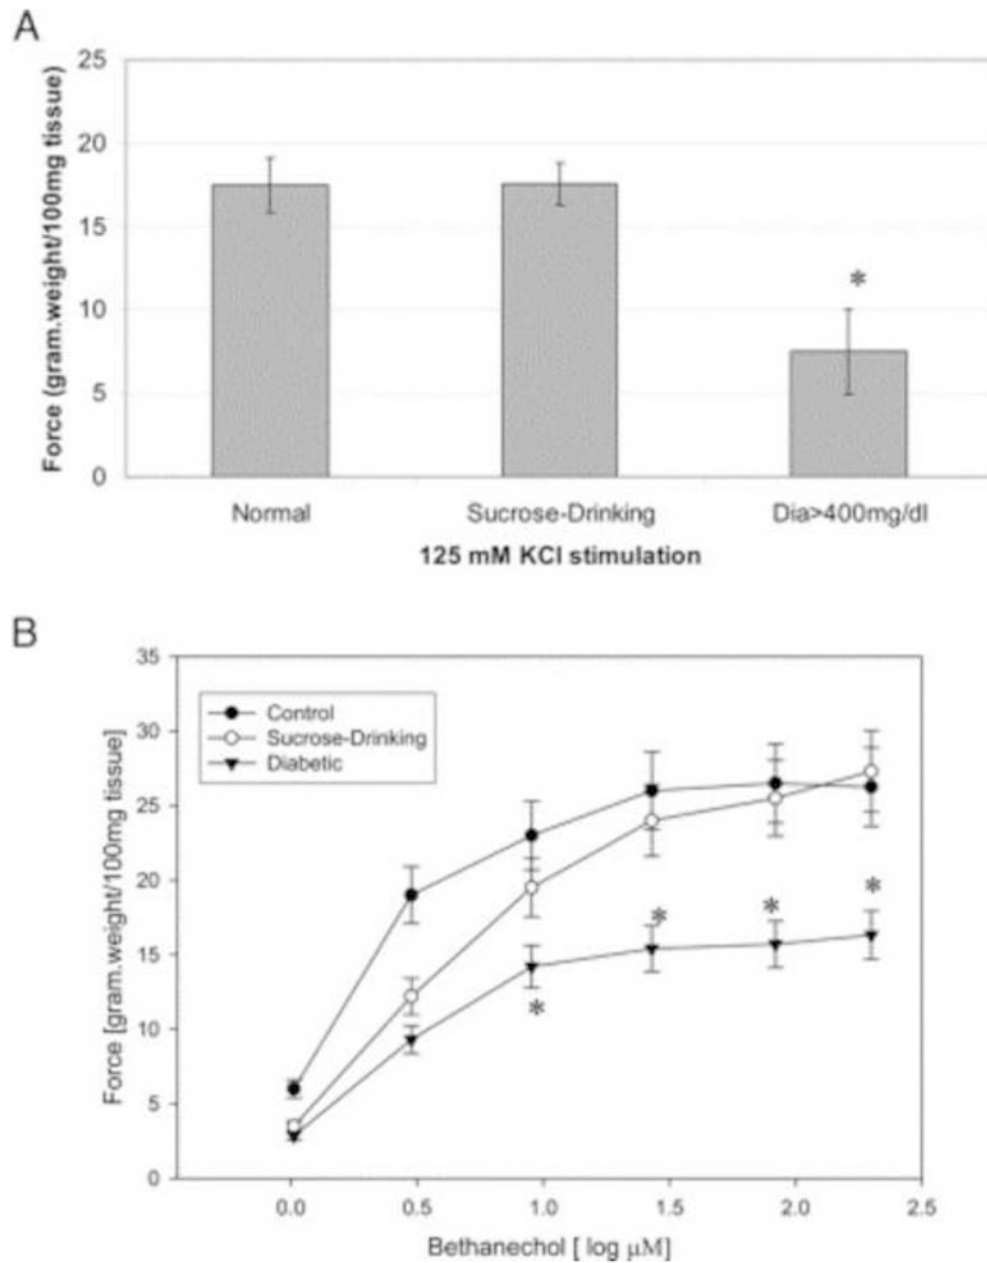 A
Force (gram.weight/100mg tissue)
25
20
15
10
5
0
*
Normal Sucrose-Drinking Dia>400mg/dl
125 mM KCl stimulation
B
Force [gram.weight/100mg tissue]
35
30
25
20
15
10
5
0
Control
Sucrose-Drinking
Diabetic
*
*
*
*
0.0 0.5 1.0 1.5 2.0 2.5
Bethanechol [ log µM]